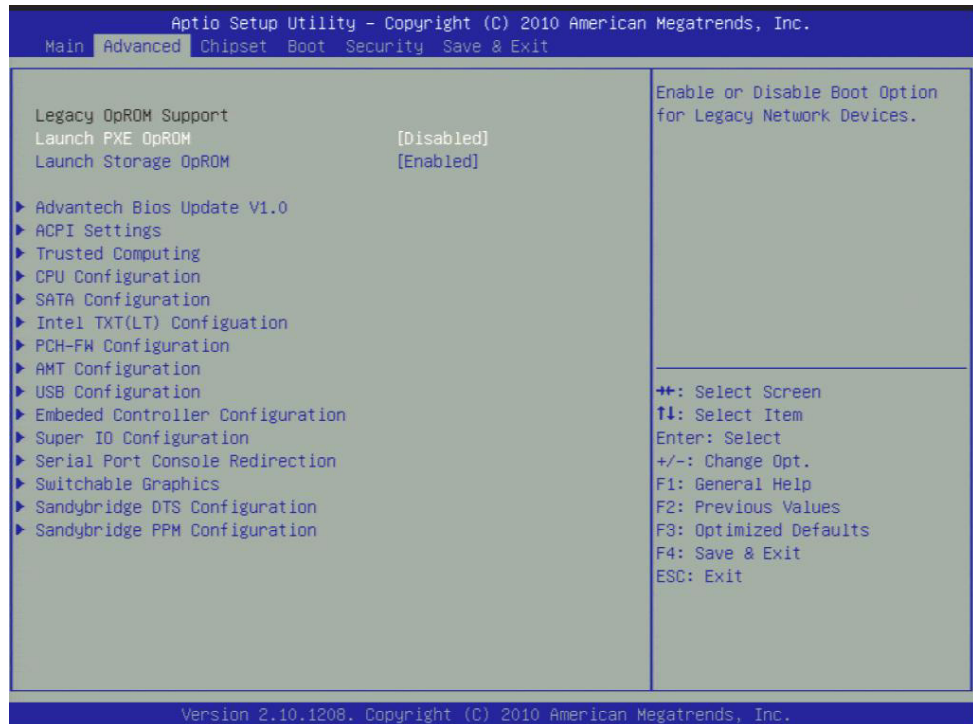 Aptio Setup Utility – Copyright (C) 2010 American Megatrends, Inc.
Main Advanced Chipset Boot Security Save & Exit
Legacy OpROM Support
Launch PXE OpROM [Disabled]
Launch Storage OpROM [Enabled]
▶ Advantech Bios Update V1.0
▶ ACPI Settings
▶ Trusted Computing
▶ CPU Configuration
▶ SATA Configuration
▶ Intel TXT(LT) Configuation
▶ PCH-FW Configuration
▶ AMT Configuration
▶ USB Configuration
▶ Embeded Controller Configuration
▶ Super IO Configuration
▶ Serial Port Console Redirection
▶ Switchable Graphics
▶ Sandybridge DTS Configuration
▶ Sandybridge PPM Configuration
Enable or Disable Boot Option
for Legacy Network Devices.
→←: Select Screen
↑↓: Select Item
Enter: Select
+/-: Change Opt.
F1: General Help
F2: Previous Values
F3: Optimized Defaults
F4: Save & Exit
ESC: Exit
Version 2.10.1208. Copyright (C) 2010 American Megatrends, Inc.